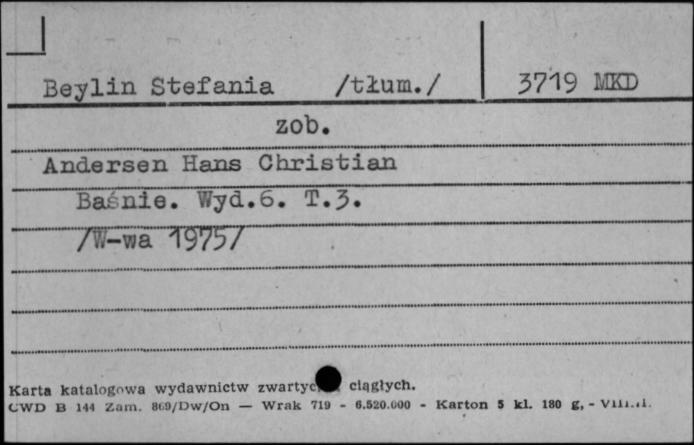 Beylin Stefania /tłum./ 3719 MKD
zob.
Andersen Hans Christian
Baśnie. Wyd.6. T.3.
/W-wa 1975/
Karta katalogowa wydawnictw ciągłych.
CWD B 144 Zam. 869/Dw/On — Wrak 719 - 6.520.000 - Karton 5 kl. 180 g. -